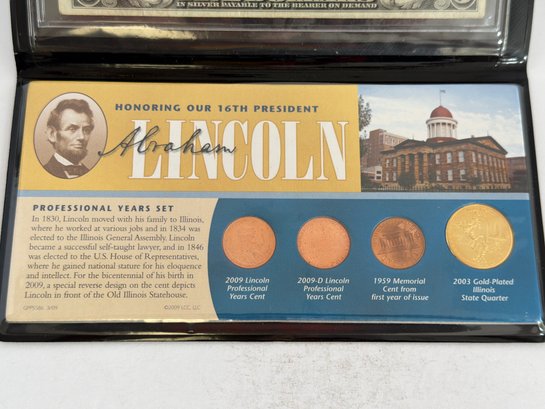 IN SILVER PAYABLE TO THE BEARER ON DEMAND
HONORING OUR 16TH PRESIDENT
Abraham
LINCOLN
PROFESSIONAL YEARS SET
In 1830, Lincoln moved with his family to Illinois,
where he worked at various jobs and in 1834 was
elected to the Illinois General Assembly. Lincoln
became a successful self-taught lawyer, and in 1846
was elected to the U.S. House of Representatives,
where he gained national stature for his eloquence
and intellect. For the bicentennial of his birth in
2009, a special reverse design on the cent depicts
Lincoln in front of the Old Illinois Statehouse.
2009 Lincoln
Professional
Years Cent
2009-D Lincoln
Professional
Years Cent
1959 Memorial
Cent from
first year of issue
2003 Gold-Plated
Illinois
State Quarter
©2009 LCC, LLC